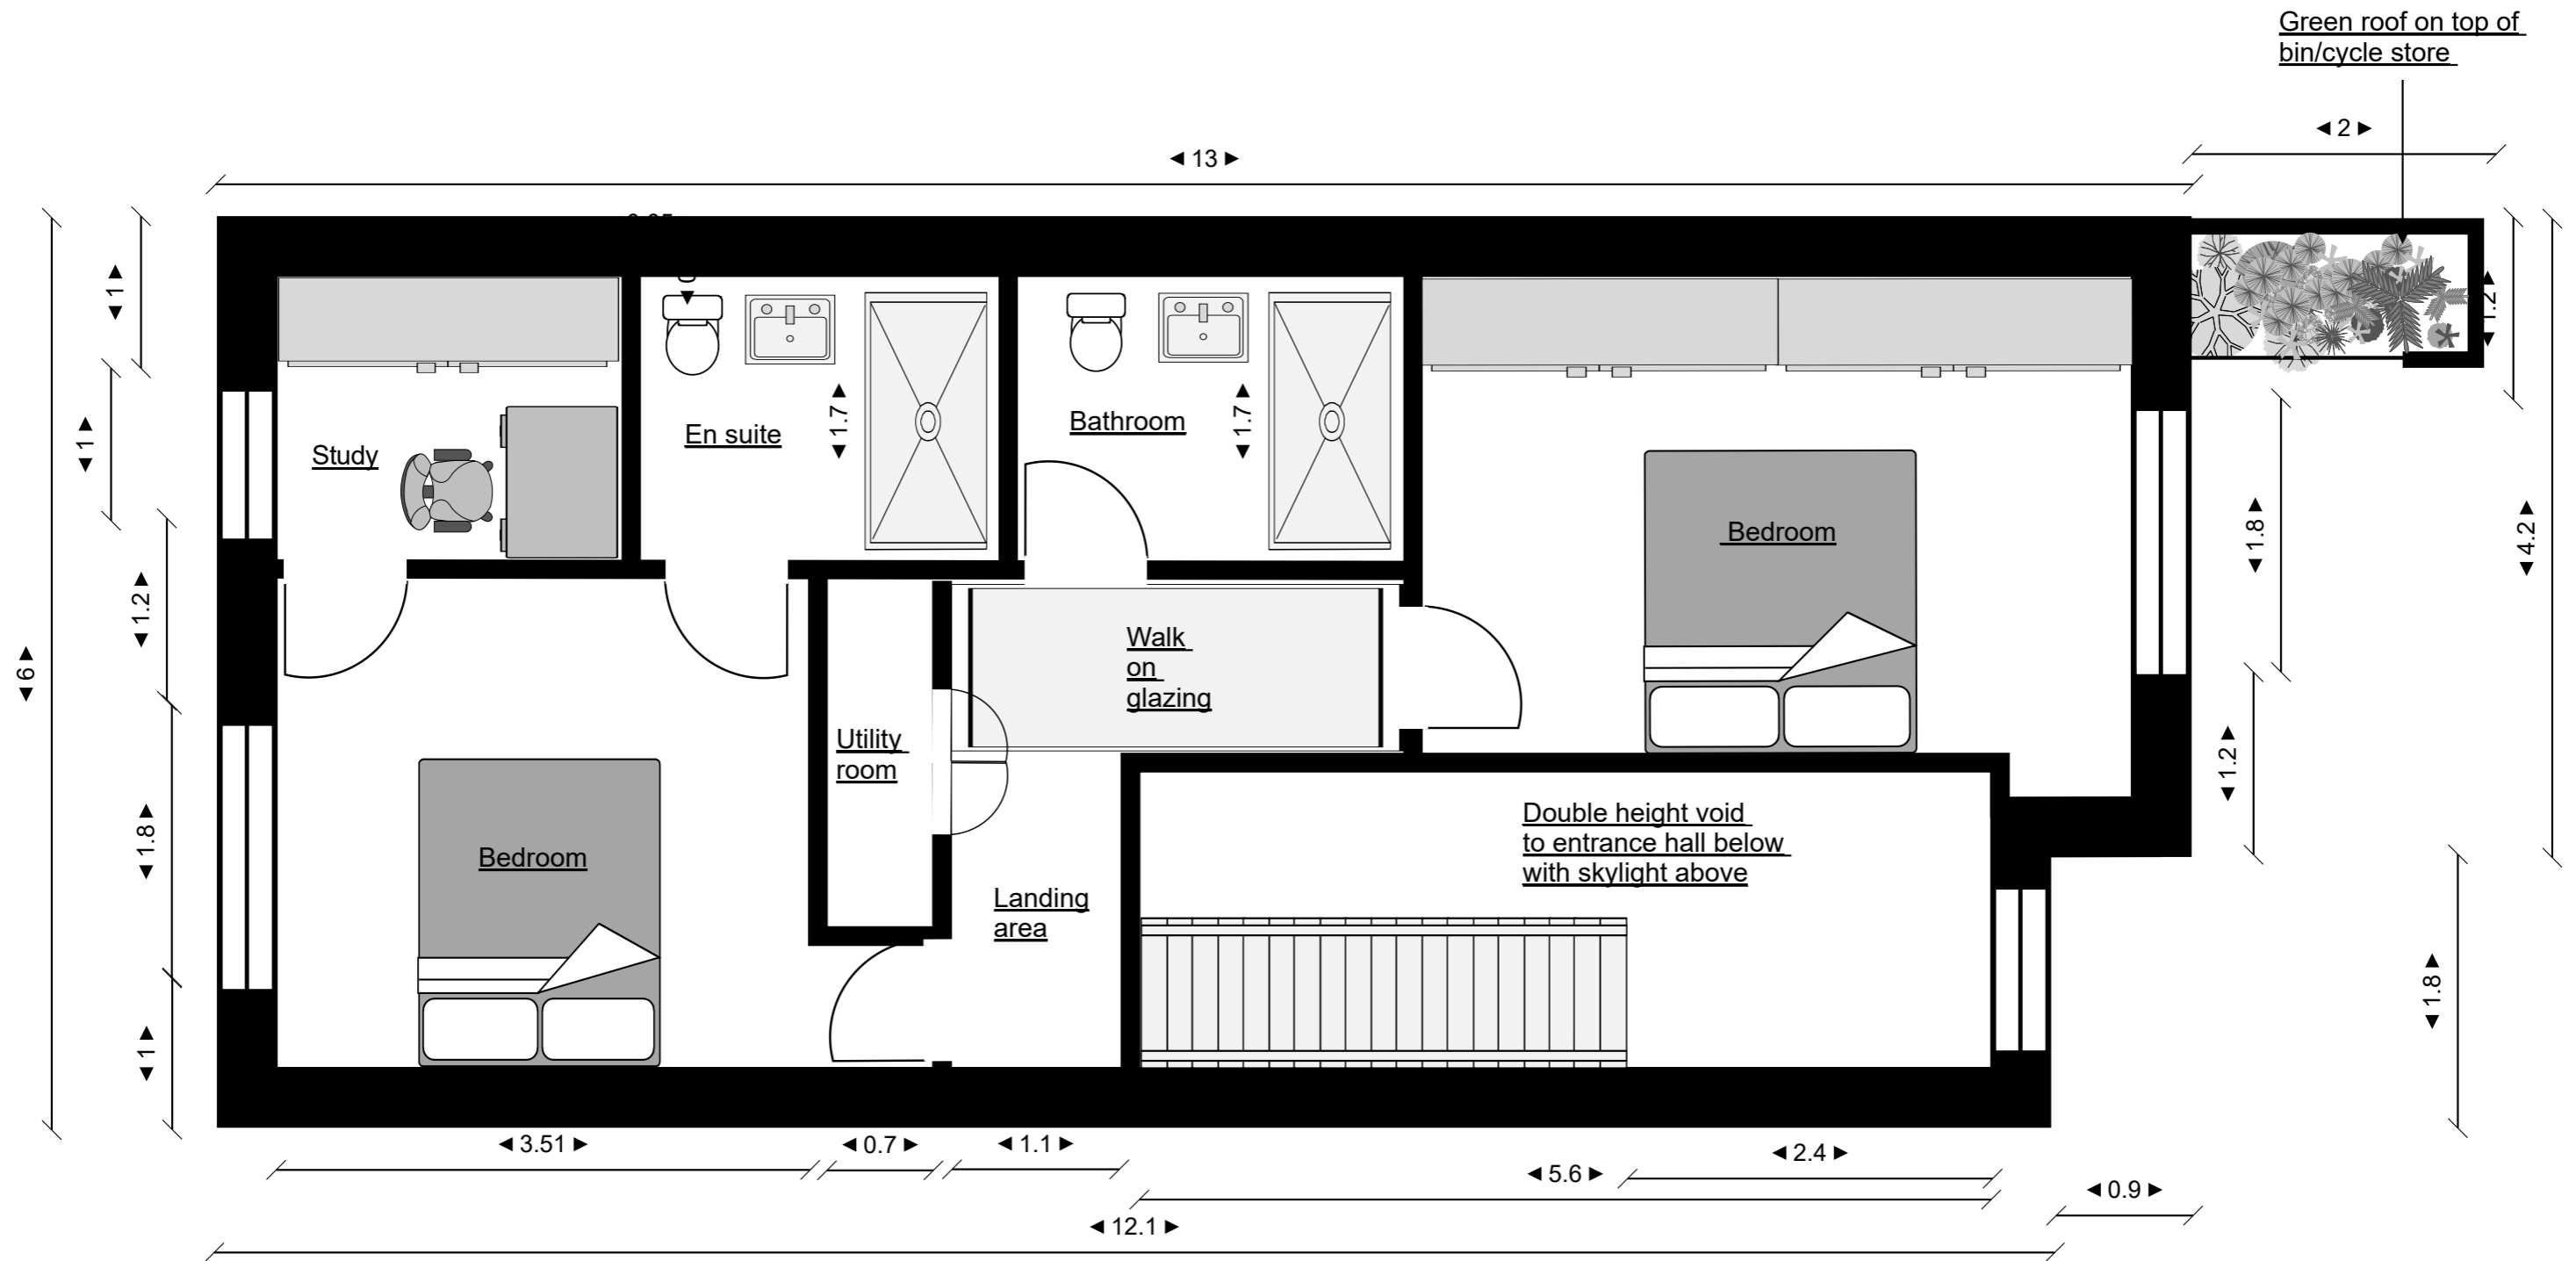 Green roof on top of
bin/cycle store
2
13
1
1
1.2
6
1.8
1
Study
En suite
1.7
Bathroom
1.7
Bedroom
1.2
1.8
4.2
1.2
1.8
Walk
on
glazing
Utility
room
Bedroom
Landing
area
Double height void
to entrance hall below
with skylight above
3.51
0.7
1.1
2.4
5.6
0.9
12.1